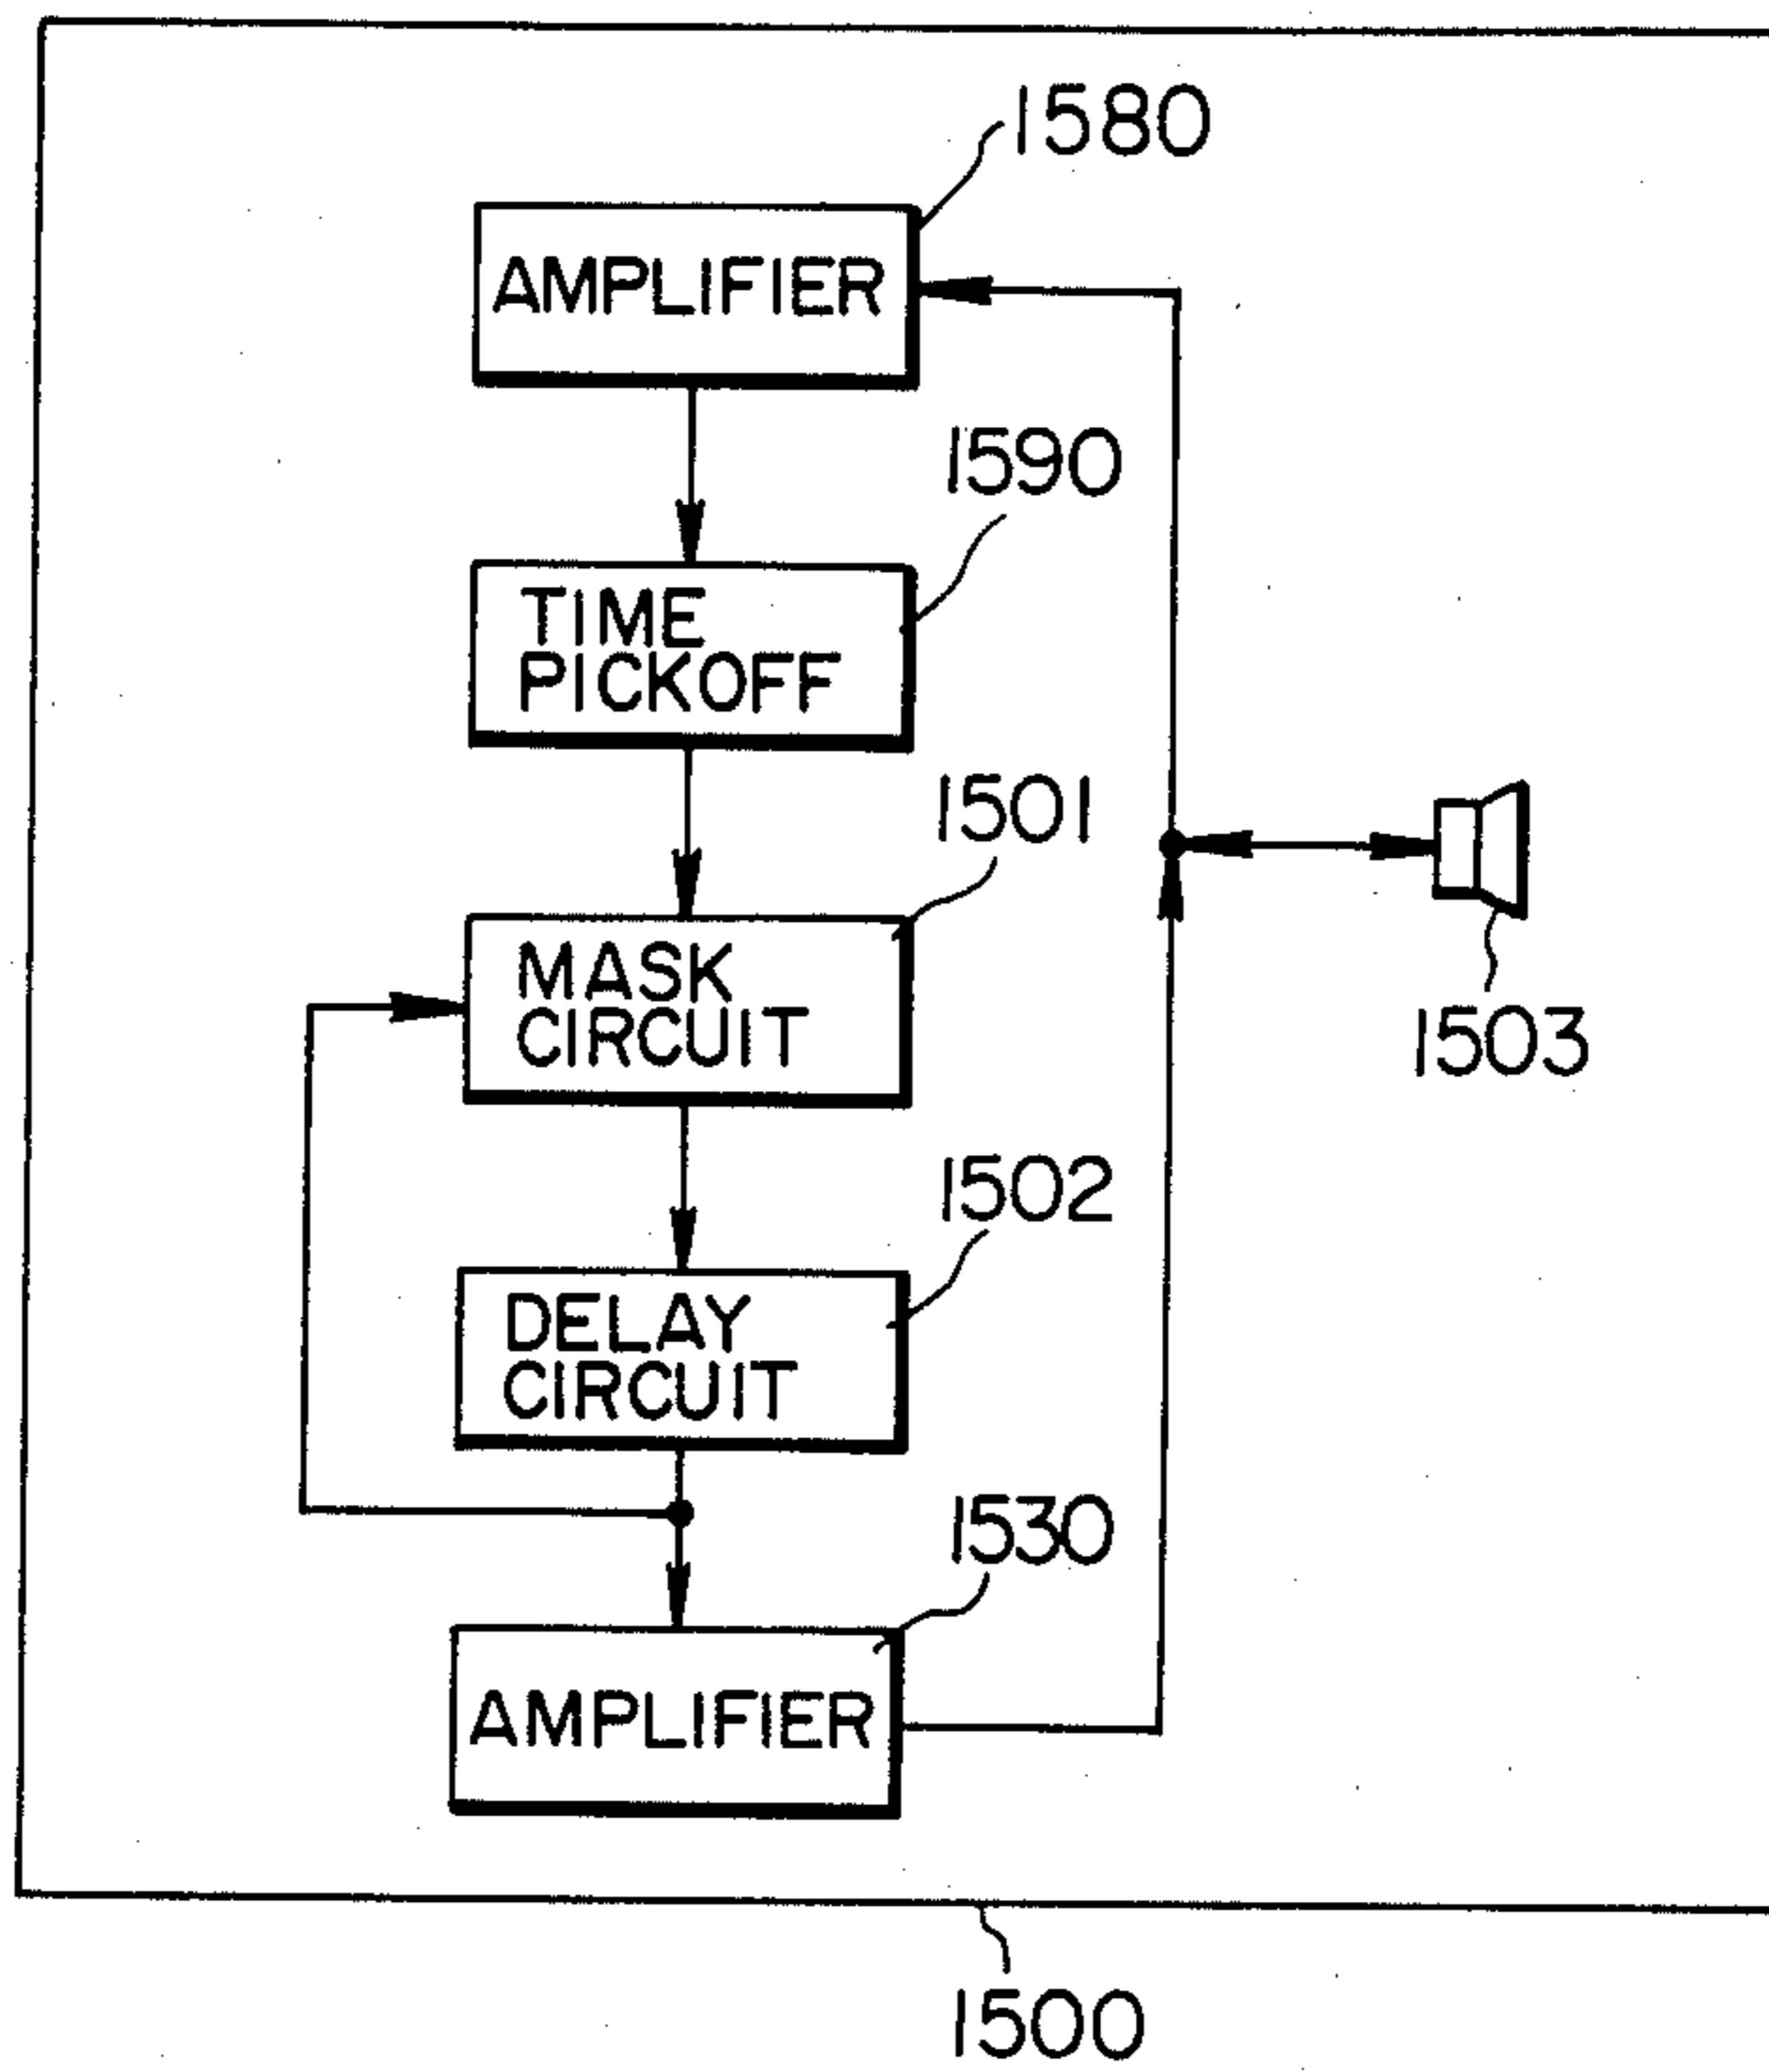 1580
AMPLIFIER
1590
TIME
PICKOFF
1501
MASK
CIRCUIT
1503
1502
DELAY
CIRCUIT
1530
AMPLIFIER
1500